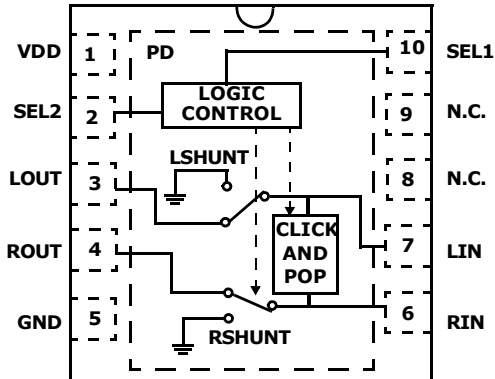 VDD 1 PD 10 SEL1
SEL2 2 LOGIC CONTROL 9 N.C.
LSHUNT
LOUT 3 8 N.C.
ROUT 4 CLICK AND POP 7 LIN
GND 5 RSHUNT 6 RIN